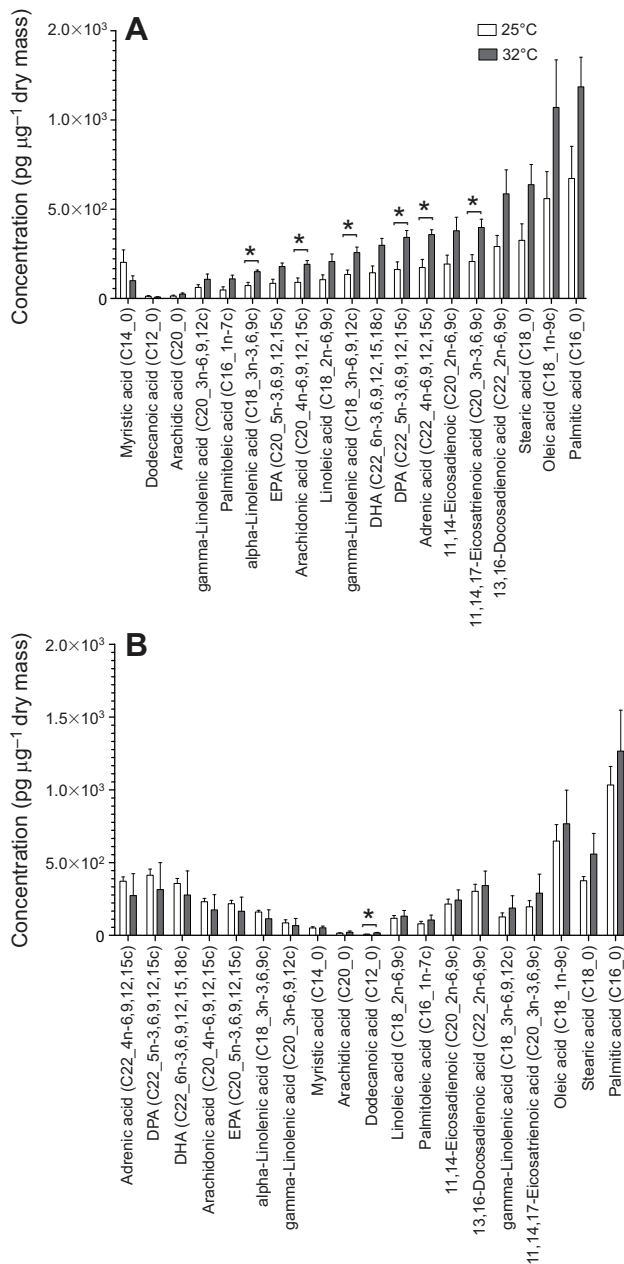 A
25°C
32°C
Concentration (pg µg⁻¹ dry mass)
2.0×10³
1.0×10³
5.0×10²
0
*
*
*
*
*
*
Myristic acid (C14_0)
Dodecanoic acid (C12_0)
Arachidic acid (C20_0)
gamma-Linolenic acid (C20_3n-6,9,12c)
Palmitoleic acid (C16_1n-7c)
alpha-Linolenic acid (C18_3n-3,6,9c)
EPA (C20_5n-3,6,9,12,15c)
Arachidonic acid (C20_4n-6,9,12,15c)
Linoleic acid (C18_2n-6,9c)
gamma-Linolenic acid (C18_3n-6,9,12c)
DHA (C22_6n-3,6,9,12,15,18c)
DPA (C22_5n-3,6,9,12,15c)
Adrenic acid (C22_4n-6,9,12,15c)
11,14-Eicosadienoic (C20_2n-6,9c)
11,14,17-Eicosatrienoic acid (C20_3n-3,6,9c)
13,16-Docosadienoic acid (C22_2n-6,9c)
Stearic acid (C18_0)
Oleic acid (C18_1n-9c)
Palmitic acid (C16_0)
B
Concentration (pg µg⁻¹ dry mass)
2.0×10³
1.5×10³
1.0×10³
5.0×10²
0
*
Adrenic acid (C22_4n-6,9,12,15c)
DPA (C22_5n-3,6,9,12,15c)
DHA (C22_6n-3,6,9,12,15,18c)
Arachidonic acid (C20_4n-6,9,12,15c)
EPA (C20_5n-3,6,9,12,15c)
alpha-Linolenic acid (C18_3n-3,6,9c)
gamma-Linolenic acid (C20_3n-6,9,12c)
Myristic acid (C14_0)
Arachidic acid (C20_0)
Dodecanoic acid (C12_0)
Linoleic acid (C18_2n-6,9c)
Palmitoleic acid (C16_1n-7c)
11,14-Eicosadienoic (C20_2n-6,9c)
13,16-Docosadienoic acid (C22_2n-6,9c)
gamma-Linolenic acid (C18_3n-6,9,12c)
11,14,17-Eicosatrienoic acid (C20_3n-3,6,9c)
Oleic acid (C18_1n-9c)
Stearic acid (C18_0)
Palmitic acid (C16_0)